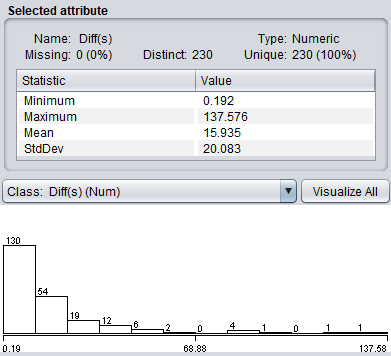 Selected attribute
Name: Diff(s) Type: Numeric
Missing: 0 (0%) Distinct: 230 Unique: 230 (100%)
Statistic Value
Minimum 0.192
Maximum 137.576
Mean 15.935
StdDev 20.083
Class: Diff(s) (Num) Visualize All
130
54
19
12
6
2
0
4
1
0
1
1
0.19 68.88 137.58